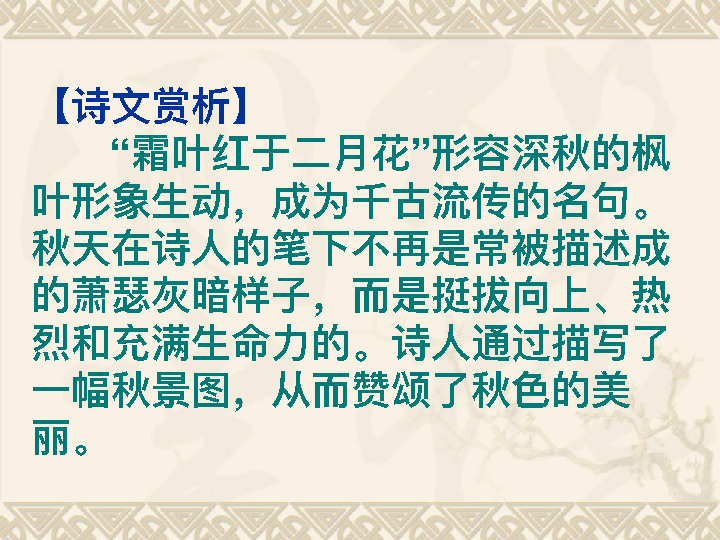 【诗文赏析】
“霜叶红于二月花”形容深秋的枫
叶形象生动，成为千古流传的名句。
秋天在诗人的笔下不再是常被描述成
的萧瑟灰暗样子，而是挺拔向上、热
烈和充满生命力的。诗人通过描写了
一幅秋景图，从而赞颂了秋色的美
丽。